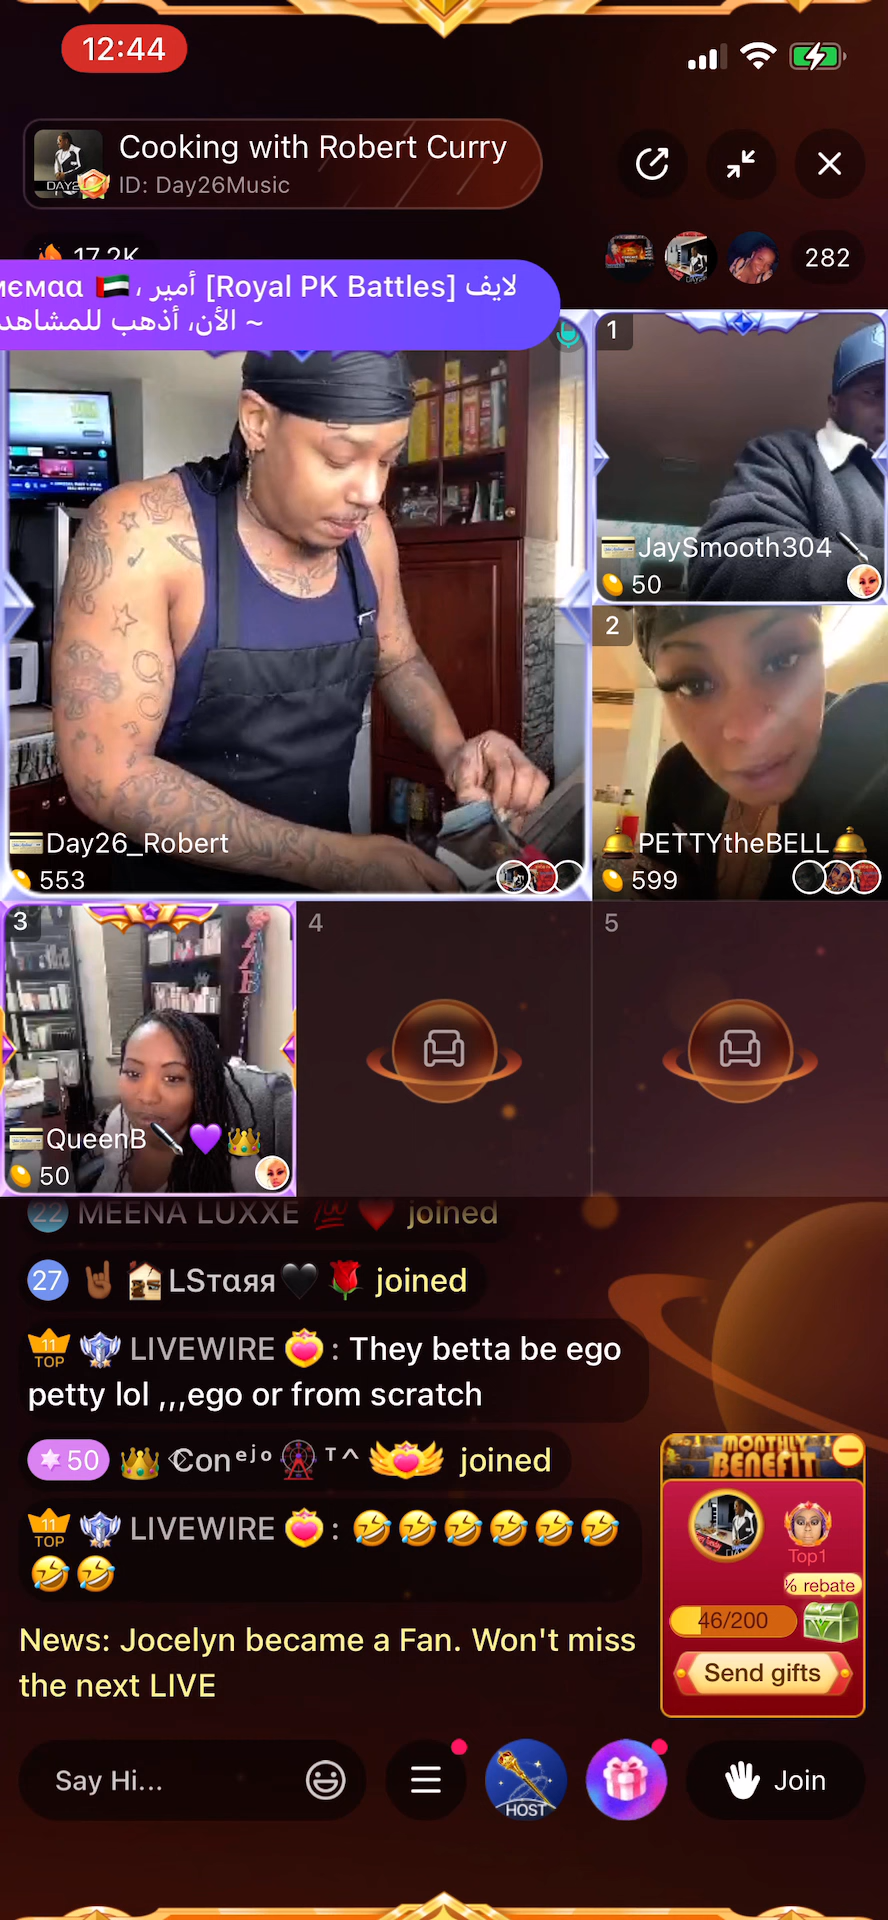 12:44
Cooking with Robert Curry
DAY2
ID: Day26Music
17.2K
282
لايف [Royal PK Battles] أمير ،
~ الأن، أذهب للمشاهد
1
JaySmooth304
50
2
Day26_Robert
553
PETTYtheBELL
599
3
4
5
QueenB
50
22 MEENA LUXXE 💯 ❤️ joined
27 🤘🏾 🏠 LSταяя 🖤 🌹 joined
11 TOP LIVEWIRE : They betta be ego
petty lol ,,,ego or from scratch
50 👑 ₵onᵉʲᵒ 🎡 ᵀ^ joined
11 TOP LIVEWIRE : 🤣🤣🤣🤣🤣🤣
🤣🤣
News: Jocelyn became a Fan. Won't miss
the next LIVE
MONTHLY
BENEFIT
Top1
% rebate
46/200
Send gifts
Say Hi...
HOST
Join